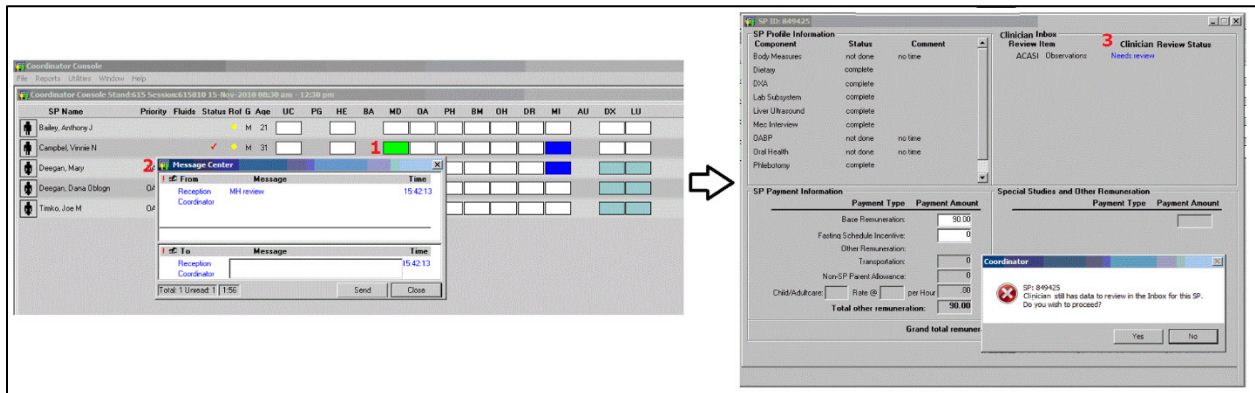 Coordinator Console
File Reports Utilities Window Help
Coordinator Console Stand:615 Session:615810 15-Nov-2010 08:30 am - 12:30 pm
SP Name Priority Fluids Status Rol G Age UC PG HE BA MD OA PH BM OH DR MI AU DX LU
Bailey, Anthony J M 21
Campbel, Vinnie N M 31 1
Deegan, Mary 2
Deegan, Dana Oblogn OA
Timko, Joe M OA
Message Center
! From Message Time
Reception MH review 15:42:13
Coordinator
! To Message Time
Reception 15:42:13
Coordinator
Total: 1 Unread: 1 1:56 Send Close
SP ID: 849425
SP Profile Information
Component Status Comment
Body Measures not done no time
Dietary complete
DXA complete
Lab Subsystem complete
Liver Ultrasound complete
Mec Interview complete
OABP not done no time
Oral Health not done no time
Phlebotomy complete
Clinician Inbox
Review Item 3 Clinician Review Status
ACASI Observations Needs review
SP Payment Information
Payment Type Payment Amount
Base Remuneration: 90.00
Fasting Schedule Incentive: 0
Other Remuneration:
Transportation: 0
Non-SP Parent Allowance: 0
Child/Adultcare: Rate @ per Hour .00
Total other remuneration: 90.00
Grand total remuner
Special Studies and Other Remuneration
Payment Type Payment Amount
Coordinator
SP: 849425
Clinician still has data to review in the Inbox for this SP.
Do you wish to proceed?
Yes No